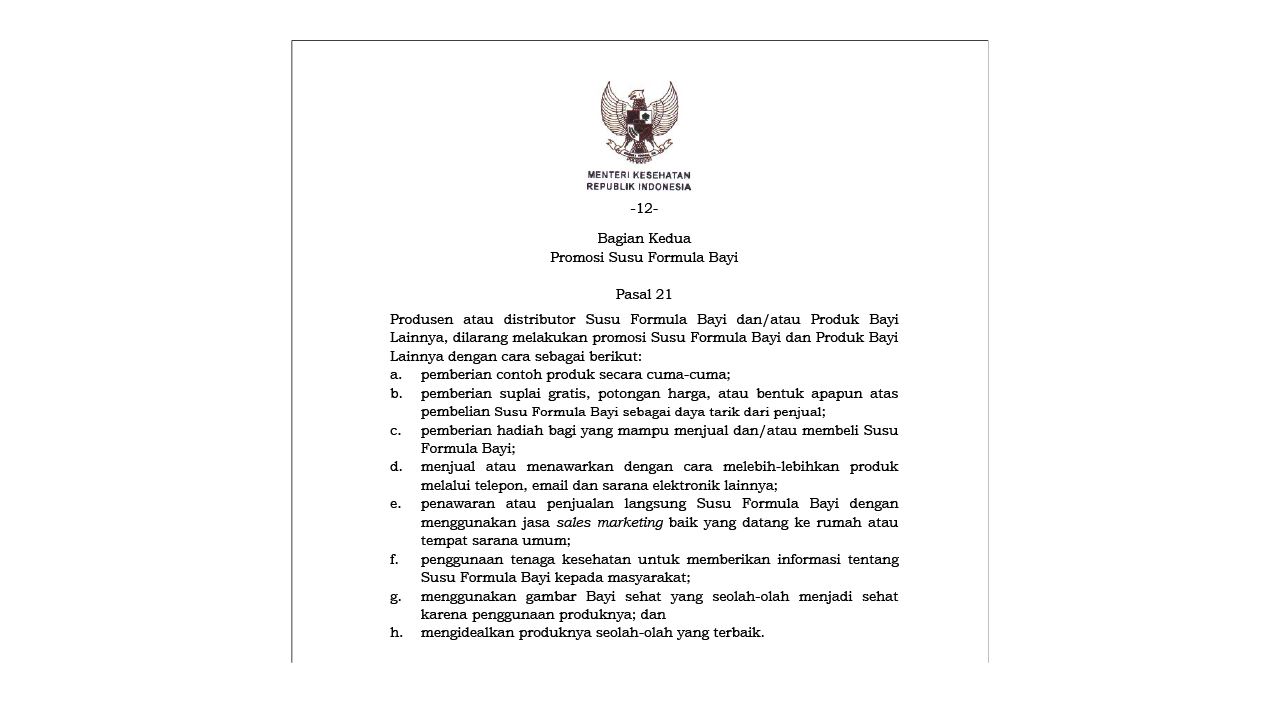 MENTERI KESEHATAN
REPUBLIK INDONESIA
-12-
Bagian Kedua
Promosi Susu Formula Bayi
Pasal 21
Produsen atau distributor Susu Formula Bayi dan/atau Produk Bayi
Lainnya, dilarang melakukan promosi Susu Formula Bayi dan Produk Bayi
Lainnya dengan cara sebagai berikut:
a. pemberian contoh produk secara cuma-cuma;
b. pemberian suplai gratis, potongan harga, atau bentuk apapun atas
pembelian Susu Formula Bayi sebagai daya tarik dari penjual;
c. pemberian hadiah bagi yang mampu menjual dan/atau membeli Susu
Formula Bayi;
d. menjual atau menawarkan dengan cara melebih-lebihkan produk
melalui telepon, email dan sarana elektronik lainnya;
e. penawaran atau penjualan langsung Susu Formula Bayi dengan
menggunakan jasa sales marketing baik yang datang ke rumah atau
tempat sarana umum;
f. penggunaan tenaga kesehatan untuk memberikan informasi tentang
Susu Formula Bayi kepada masyarakat;
g. menggunakan gambar Bayi sehat yang seolah-olah menjadi sehat
karena penggunaan produknya; dan
h. mengidealkan produknya seolah-olah yang terbaik.